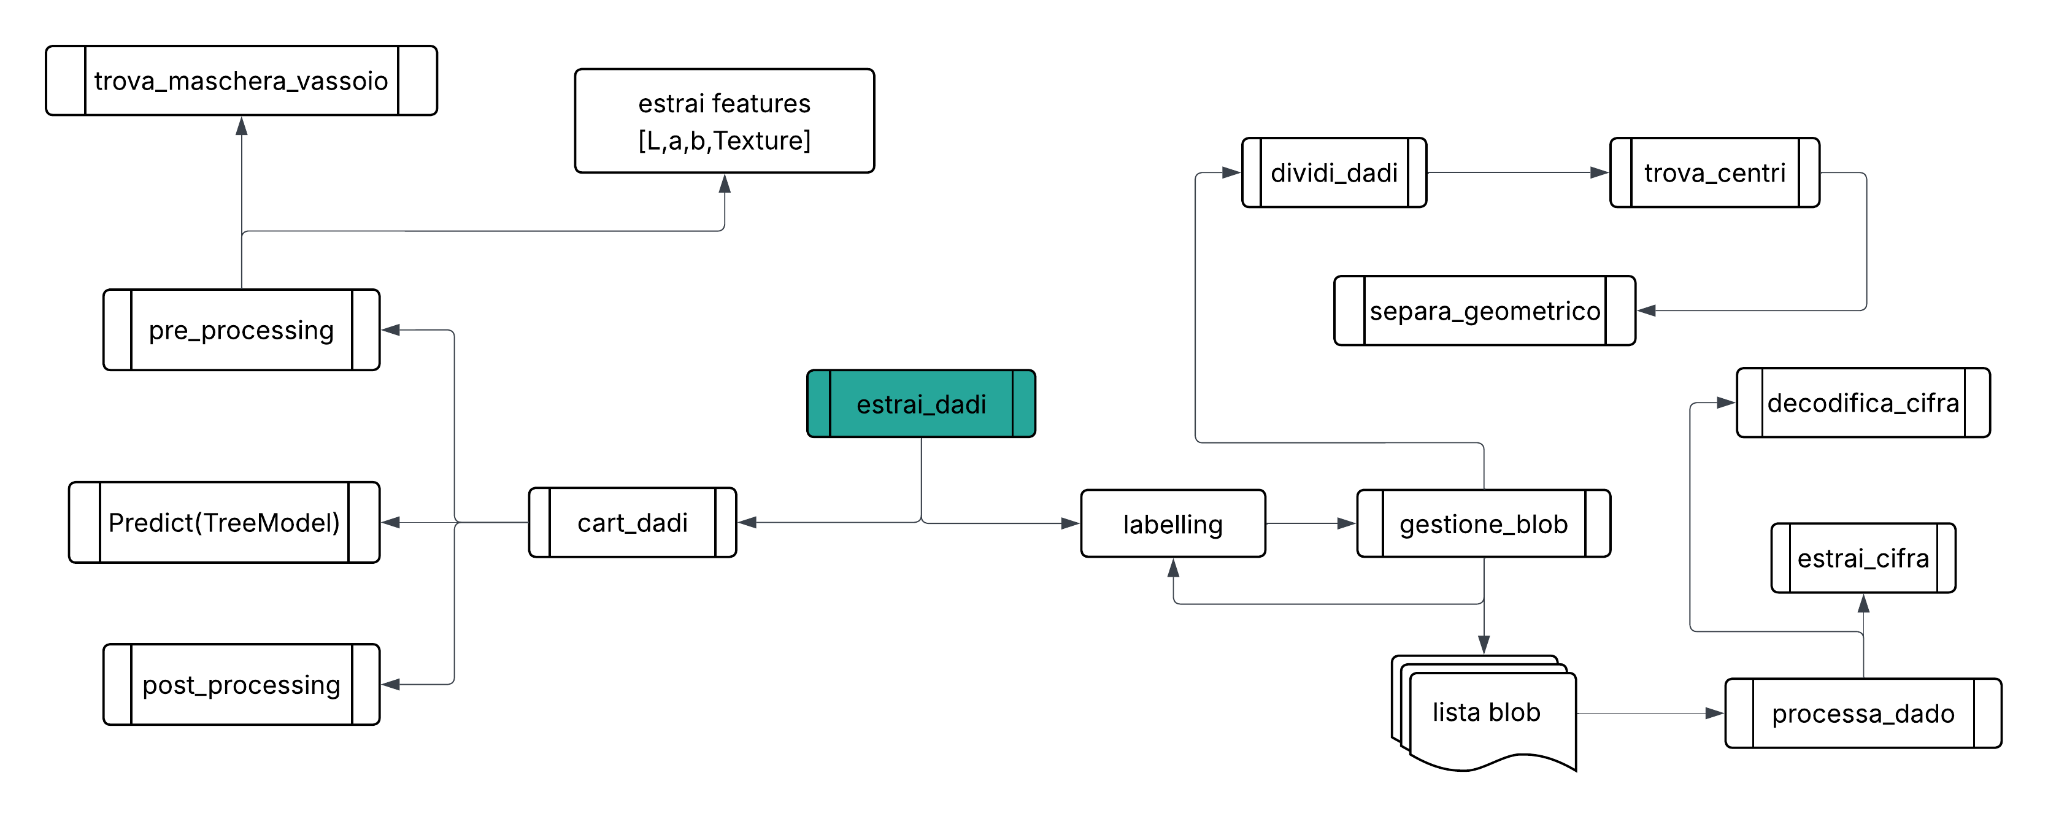 trova_maschera_vassoio
estrai features
[L,a,b,Texture]
dividi_dadi
trova_centri
separa_geometrico
pre_processing
estrai_dadi
decodifica_cifra
Predict(TreeModel)
cart_dadi
labelling
gestione_blob
estrai_cifra
post_processing
lista blob
processa_dado